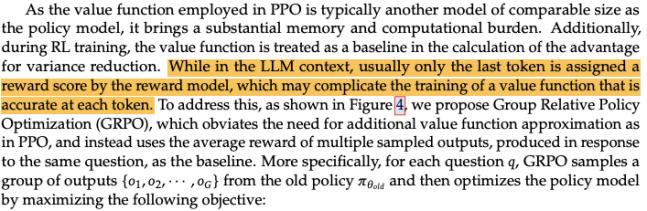 As the value function employed in PPO is typically another model of comparable size as
the policy model, it brings a substantial memory and computational burden. Additionally,
during RL training, the value function is treated as a baseline in the calculation of the advantage
for variance reduction. While in the LLM context, usually only the last token is assigned a
reward score by the reward model, which may complicate the training of a value function that is
accurate at each token. To address this, as shown in Figure 4, we propose Group Relative Policy
Optimization (GRPO), which obviates the need for additional value function approximation as
in PPO, and instead uses the average reward of multiple sampled outputs, produced in response
to the same question, as the baseline. More specifically, for each question q, GRPO samples a
group of outputs {o₁, o₂, ⋯ , o_G} from the old policy π_θ_old and then optimizes the policy model
by maximizing the following objective: